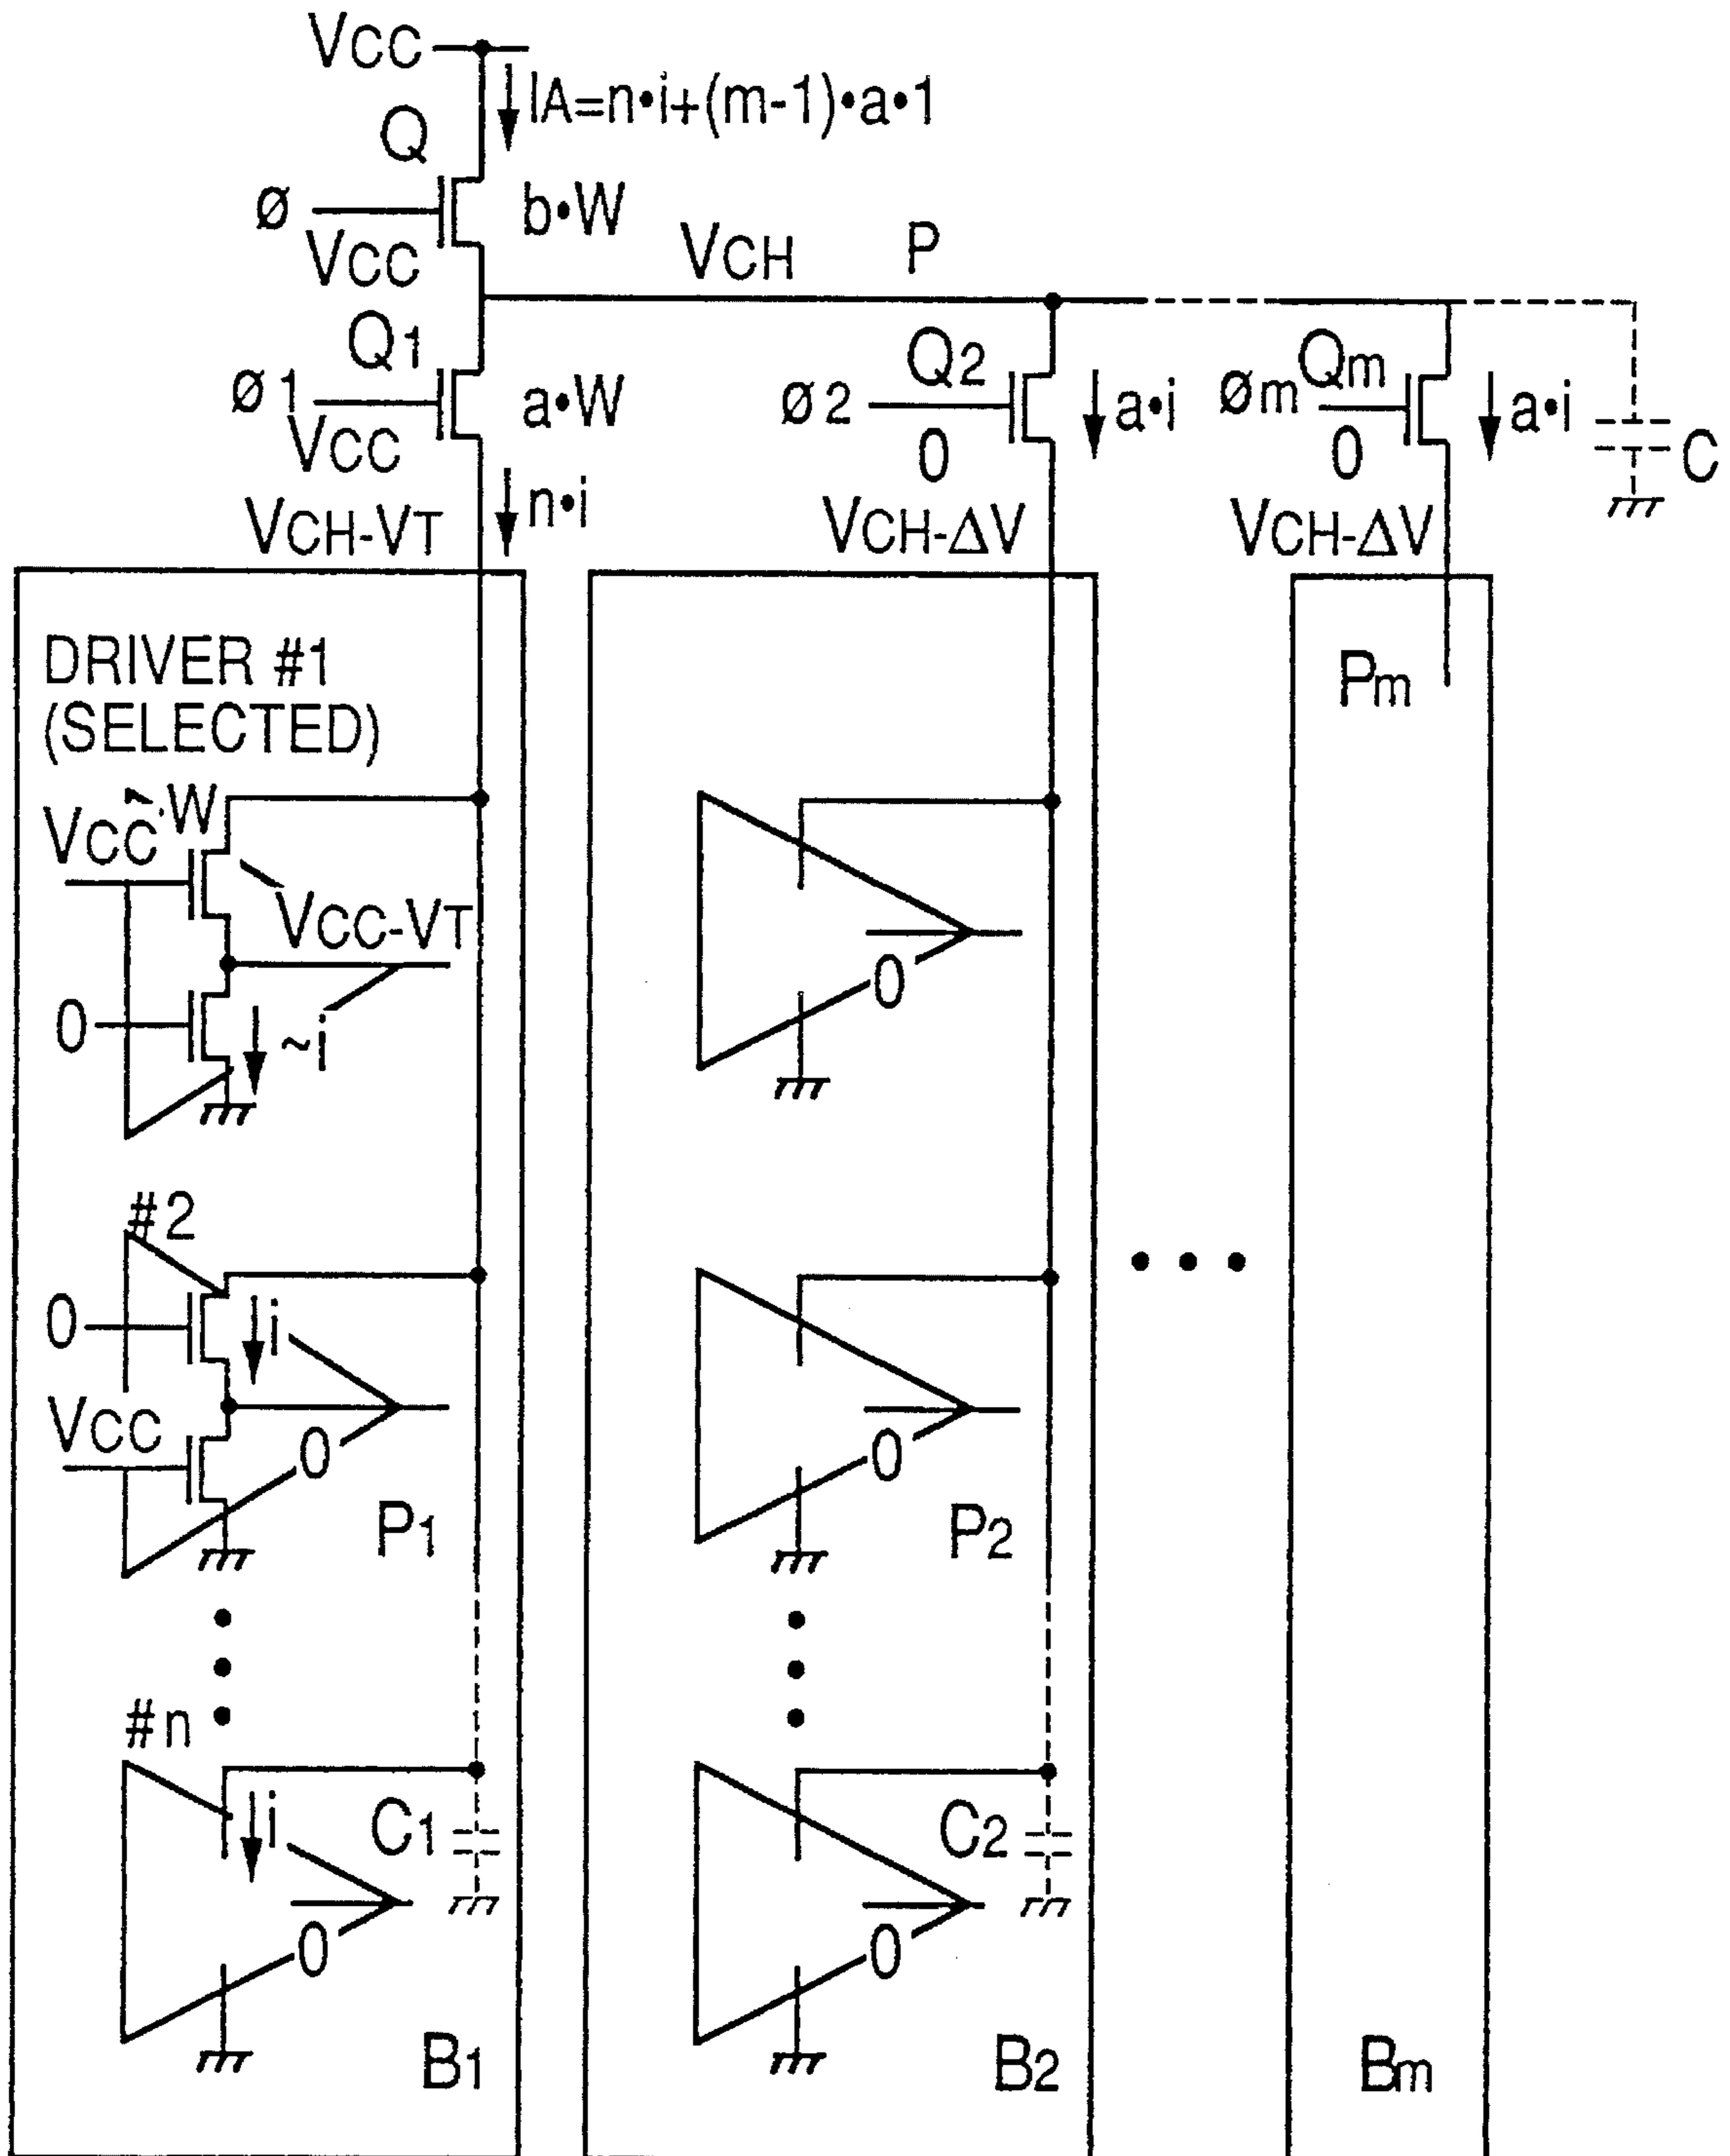 VCC
IA=n•i+(m-1)•a•1
Q
ø
b•W
VCC
VCH
P
Q1
ø1
a•W
VCC
Q2
ø2
a•i
0
Qm
øm
a•i
0
C
VCH-VT
n•i
VCH-ΔV
VCH-ΔV
DRIVER #1
(SELECTED)
Pm
W
VCC
VCC-VT
0
~i
0
#2
0
i
VCC
0
P1
0
P2
#n
i
C1
0
C2
0
B1
B2
Bm